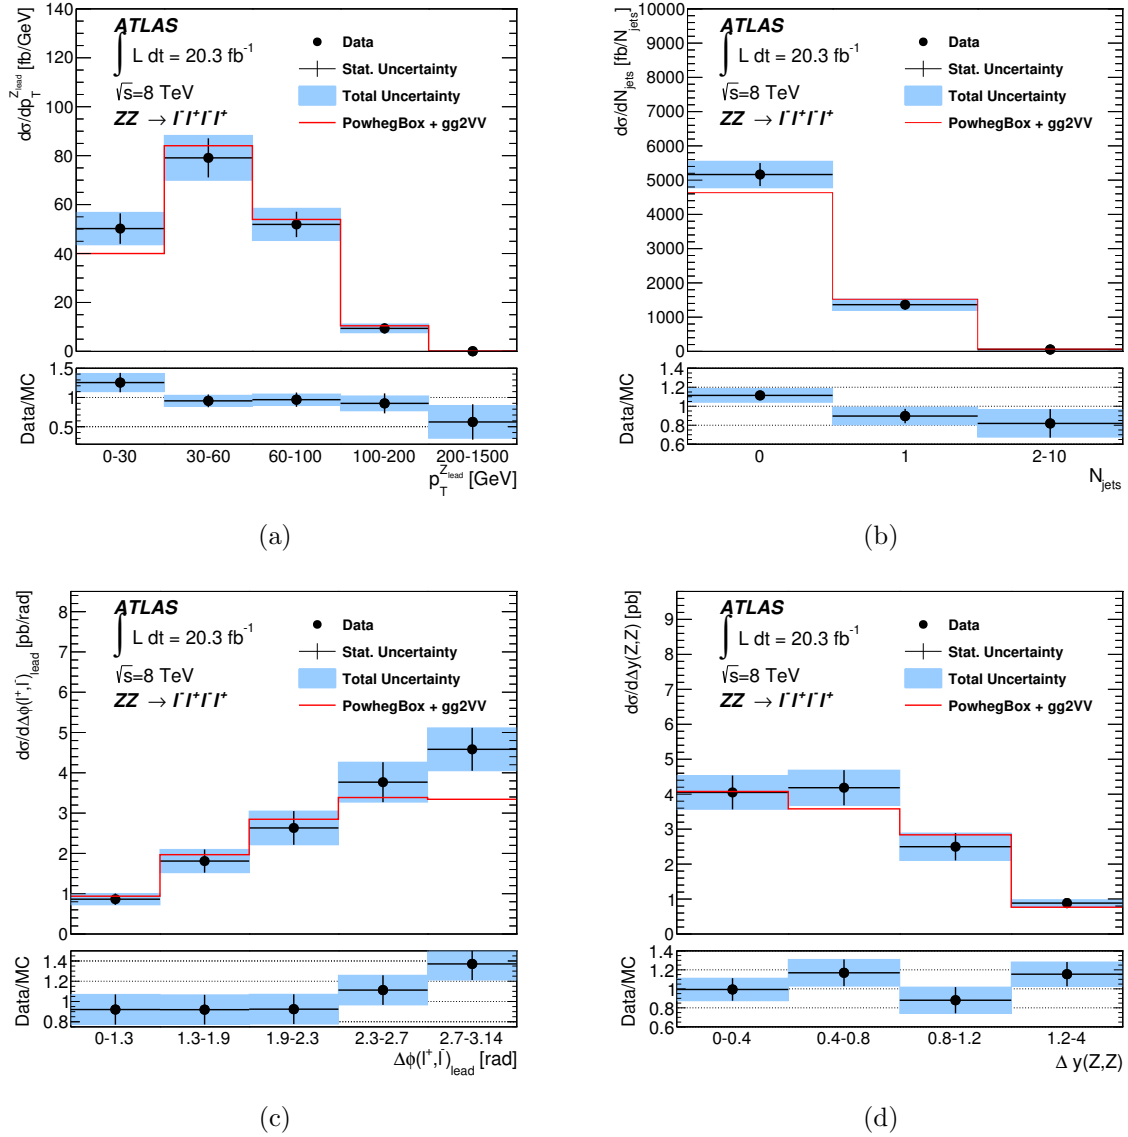 ATLAS
∫ L dt = 20.3 fb⁻¹
√s=8 TeV
ZZ → l⁻l⁺l⁻l⁺
Data
Stat. Uncertainty
Total Uncertainty
PowhegBox + gg2VV
dσ/dp_T^{Z_lead} [fb/GeV]
140
120
100
80
60
40
20
0
Data/MC
1.5
1
0.5
0-30 30-60 60-100 100-200 200-1500
p_T^{Z_lead} [GeV]
(a)
ATLAS
∫ L dt = 20.3 fb⁻¹
√s=8 TeV
ZZ → l⁻l⁺l⁻l⁺
Data
Stat. Uncertainty
Total Uncertainty
PowhegBox + gg2VV
dσ/dN_jets [fb/N_jets]
10000
9000
8000
7000
6000
5000
4000
3000
2000
1000
0
Data/MC
1.4
1.2
1
0.8
0.6
0 1 2-10
N_jets
(b)
ATLAS
∫ L dt = 20.3 fb⁻¹
√s=8 TeV
ZZ → l⁻l⁺l⁻l⁺
Data
Stat. Uncertainty
Total Uncertainty
PowhegBox + gg2VV
dσ/dΔϕ(l⁺,l⁻)_lead [pb/rad]
8
7
6
5
4
3
2
1
0
Data/MC
1.4
1.2
1
0.8
0-1.3 1.3-1.9 1.9-2.3 2.3-2.7 2.7-3.14
Δϕ(l⁺,l⁻)_lead [rad]
(c)
ATLAS
∫ L dt = 20.3 fb⁻¹
√s=8 TeV
ZZ → l⁻l⁺l⁻l⁺
Data
Stat. Uncertainty
Total Uncertainty
PowhegBox + gg2VV
dσ/dΔy(Z,Z) [pb]
9
8
7
6
5
4
3
2
1
0
Data/MC
1.4
1.2
1
0.8
0.6
0-0.4 0.4-0.8 0.8-1.2 1.2-4
Δ y(Z,Z)
(d)